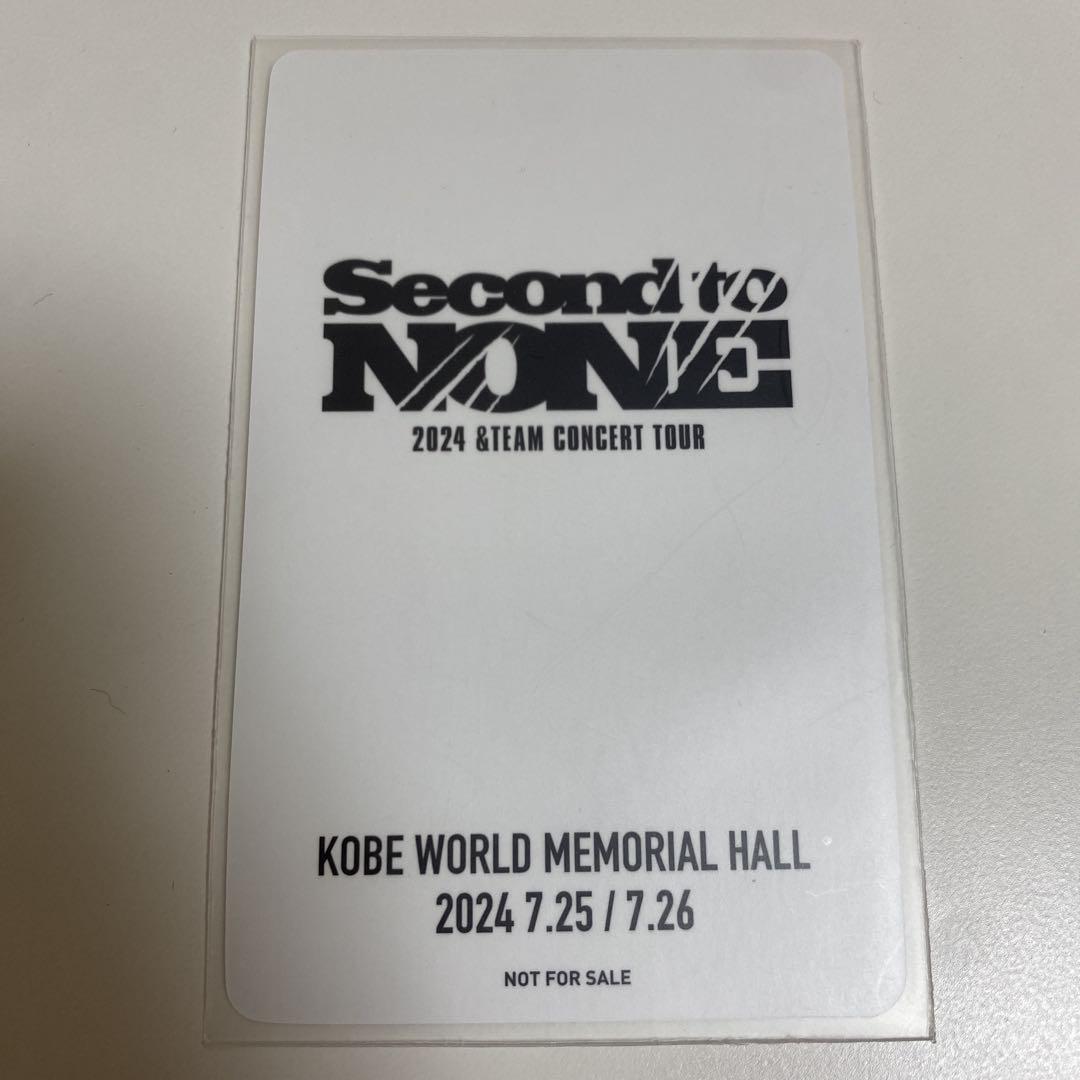 Second to
NONE
2024 &TEAM CONCERT TOUR
KOBE WORLD MEMORIAL HALL
2024 7.25 / 7.26
NOT FOR SALE